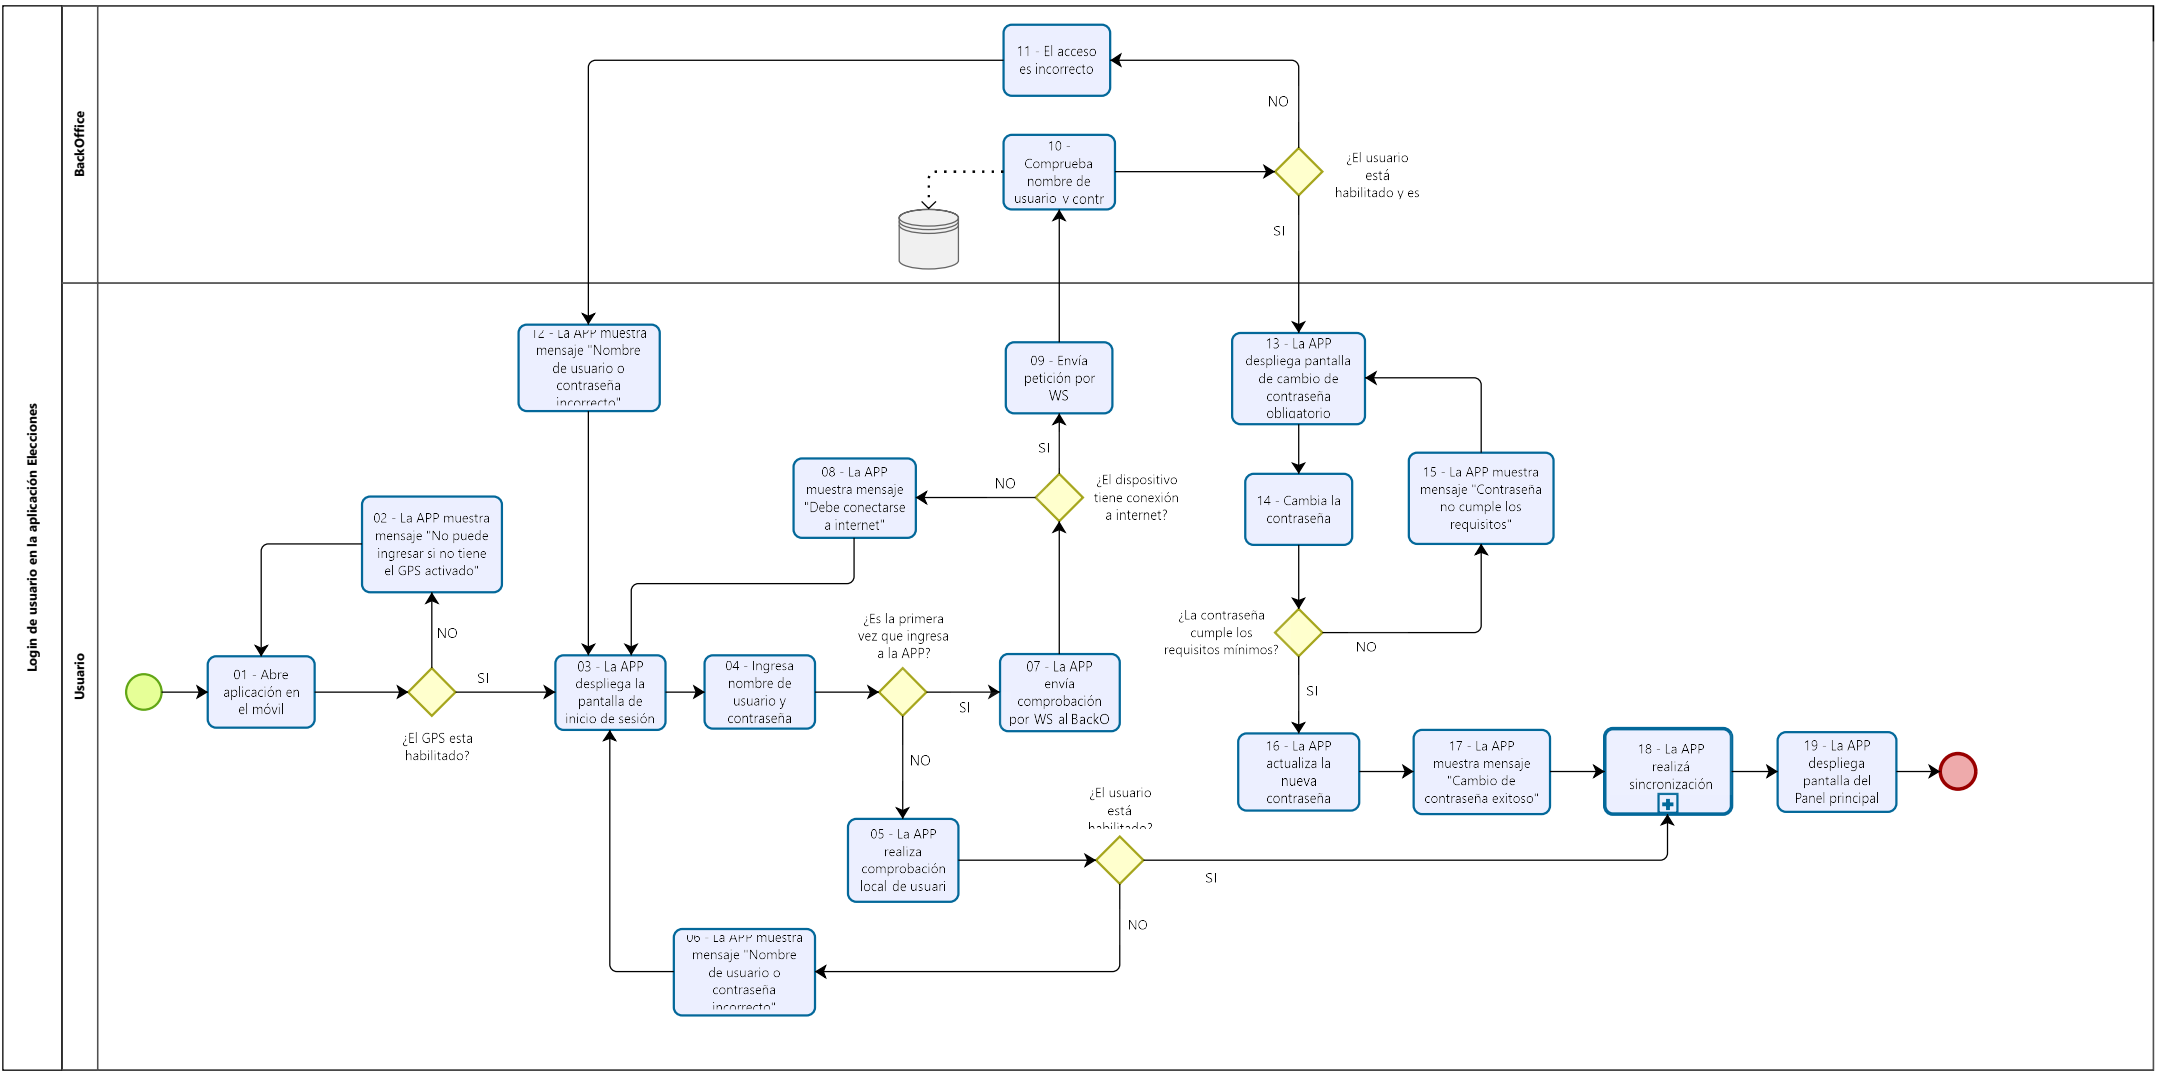 Login de usuario en la aplicación Elecciones
BackOffice
11 - El acceso
es incorrecto
NO
10 -
Comprueba
nombre de
usuario y contr
¿El usuario
está
habilitado y es
SI
Usuario
12 - La APP muestra
mensaje "Nombre
de usuario o
contraseña
incorrecto"
09 - Envía
petición por
WS
13 - La APP
despliega pantalla
de cambio de
contraseña
obligatorio
SI
08 - La APP
muestra mensaje
"Debe conectarse
a internet"
NO
¿El dispositivo
tiene conexión
a internet?
14 - Cambia la
contraseña
15 - La APP muestra
mensaje "Contraseña
no cumple los
requisitos"
02 - La APP muestra
mensaje "No puede
ingresar si no tiene
el GPS activado"
NO
¿Es la primera
vez que ingresa
a la APP?
¿La contraseña
cumple los
requisitos mínimos?
NO
01 - Abre
aplicación en
el móvil
SI
¿El GPS esta
habilitado?
03 - La APP
despliega la
pantalla de
inicio de sesión
04 - Ingresa
nombre de
usuario y
contraseña
SI
07 - La APP
envía
comprobación
por WS al BackO
SI
NO
16 - La APP
actualiza la
nueva
contraseña
17 - La APP
muestra mensaje
"Cambio de
contraseña exitoso"
18 - La APP
realizá
sincronización
19 - La APP
despliega
pantalla del
Panel principal
¿El usuario
está
habilitado?
05 - La APP
realiza
comprobación
local de usuari
SI
NO
06 - La APP muestra
mensaje "Nombre
de usuario o
contraseña
incorrecto"